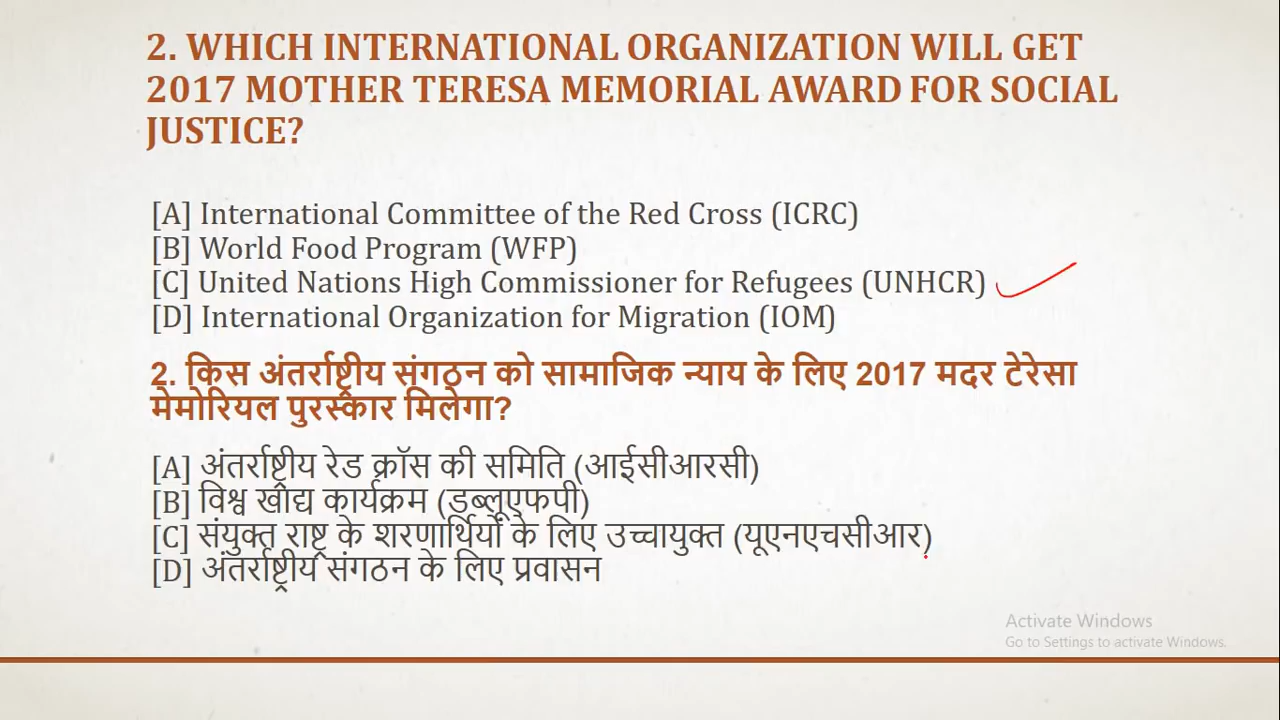 2. WHICH INTERNATIONAL ORGANIZATION WILL GET
2017 MOTHER TERESA MEMORIAL AWARD FOR SOCIAL
JUSTICE?
[A] International Committee of the Red Cross (ICRC)
[B] World Food Program (WFP)
[C] United Nations High Commissioner for Refugees (UNHCR)
[D] International Organization for Migration (IOM)
2. किस अंतर्राष्ट्रीय संगठन को सामाजिक न्याय के लिए 2017 मदर टेरेसा
मेमोरियल पुरस्कार मिलेगा?
[A] अंतर्राष्ट्रीय रेड क्रॉस की समिति (आईसीआरसी)
[B] विश्व खाद्य कार्यक्रम (डब्लूएफपी)
[C] संयुक्त राष्ट्र के शरणार्थियों के लिए उच्चायुक्त (यूएनएचसीआर)
[D] अंतर्राष्ट्रीय संगठन के लिए प्रवासन
Activate Windows
Go to Settings to activate Windows.